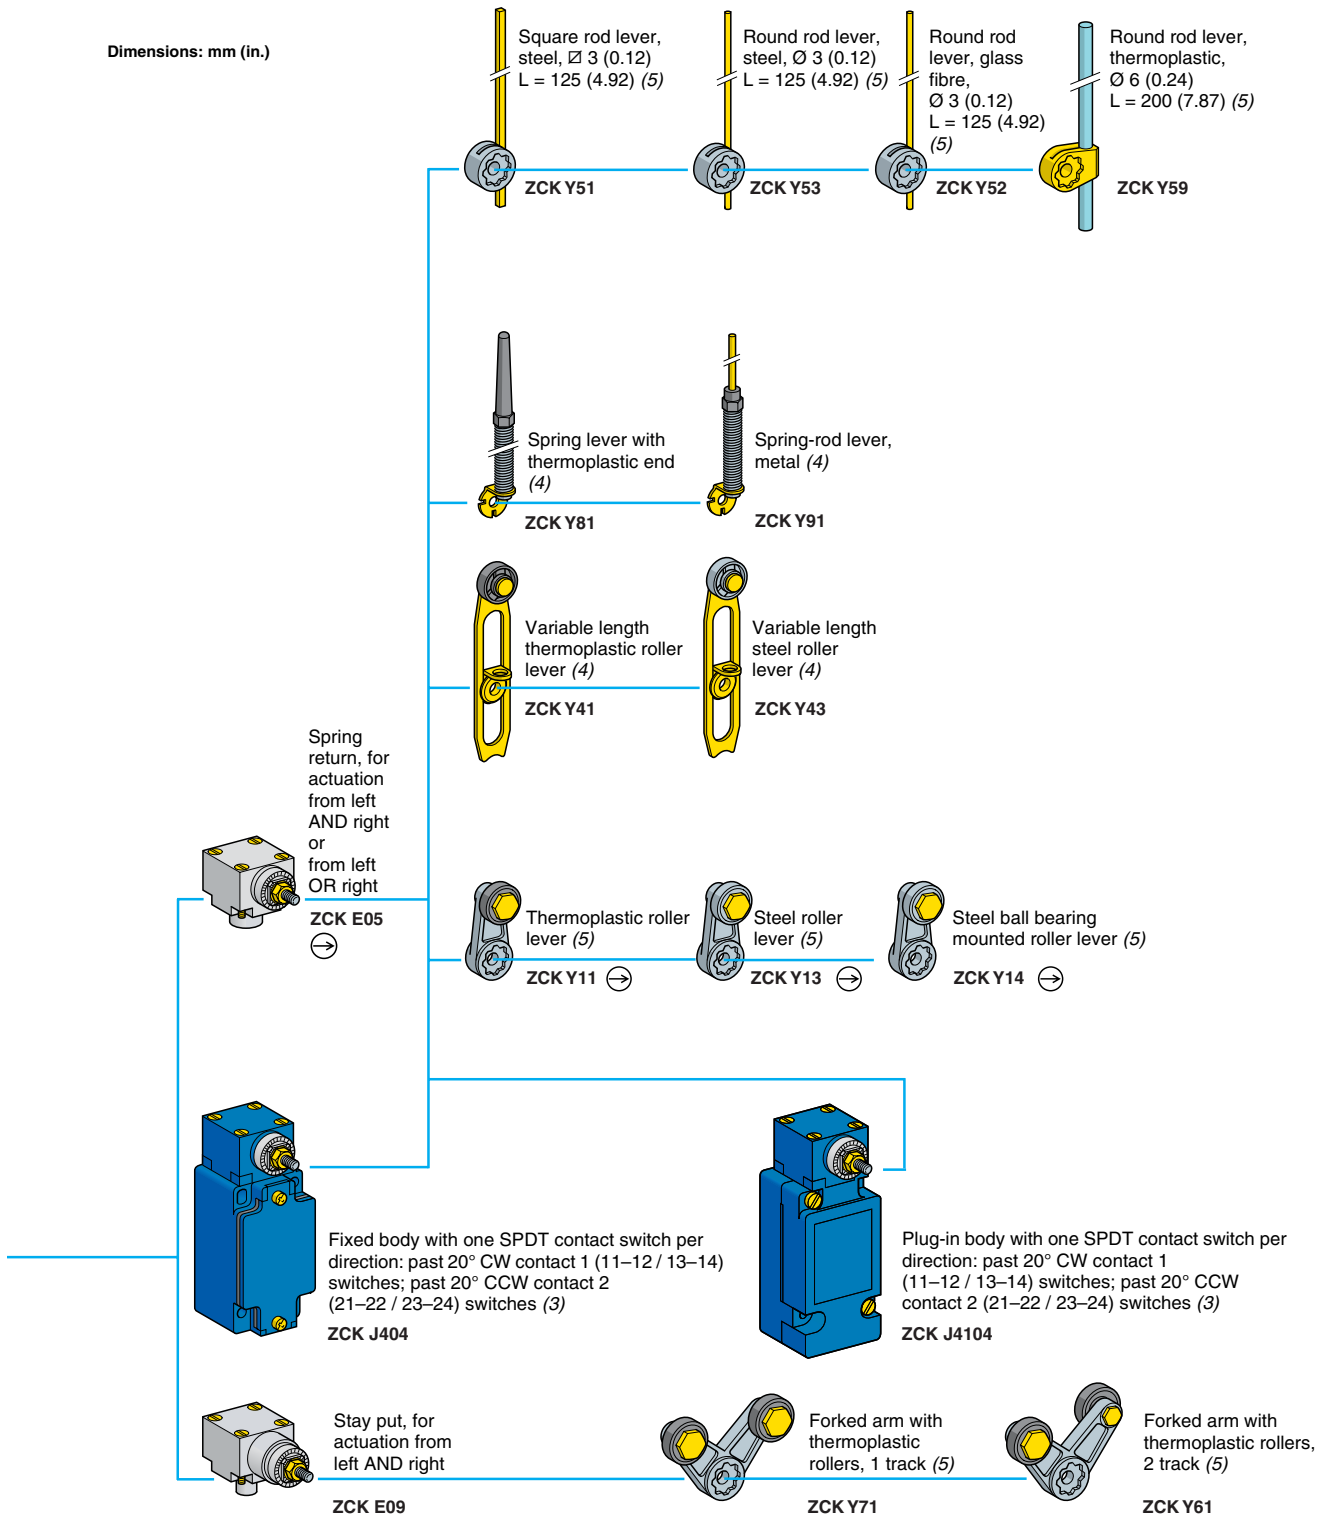 Dimensions: mm (in.)
Square rod lever,
steel, ⌀ 3 (0.12)
L = 125 (4.92) (5)
ZCK Y51
Round rod lever,
steel, Ø 3 (0.12)
L = 125 (4.92) (5)
ZCK Y53
Round rod
lever, glass
fibre,
Ø 3 (0.12)
L = 125 (4.92)
(5)
ZCK Y52
Round rod lever,
thermoplastic,
Ø 6 (0.24)
L = 200 (7.87) (5)
ZCK Y59
Spring lever with
thermoplastic end
(4)
ZCK Y81
Spring-rod lever,
metal (4)
ZCK Y91
Variable length
thermoplastic roller
lever (4)
ZCK Y41
Variable length
steel roller
lever (4)
ZCK Y43
Spring
return, for
actuation
from left
AND right
or
from left
OR right
ZCK E05
Thermoplastic roller
lever (5)
ZCK Y11
Steel roller
lever (5)
ZCK Y13
Steel ball bearing
mounted roller lever (5)
ZCK Y14
Fixed body with one SPDT contact switch per
direction: past 20° CW contact 1 (11–12 / 13–14)
switches; past 20° CCW contact 2
(21–22 / 23–24) switches (3)
ZCK J404
Plug-in body with one SPDT contact switch per
direction: past 20° CW contact 1
(11–12 / 13–14) switches; past 20° CCW
contact 2 (21–22 / 23–24) switches (3)
ZCK J4104
Stay put, for
actuation from
left AND right
ZCK E09
Forked arm with
thermoplastic
rollers, 1 track (5)
ZCK Y71
Forked arm with
thermoplastic rollers,
2 track (5)
ZCK Y61